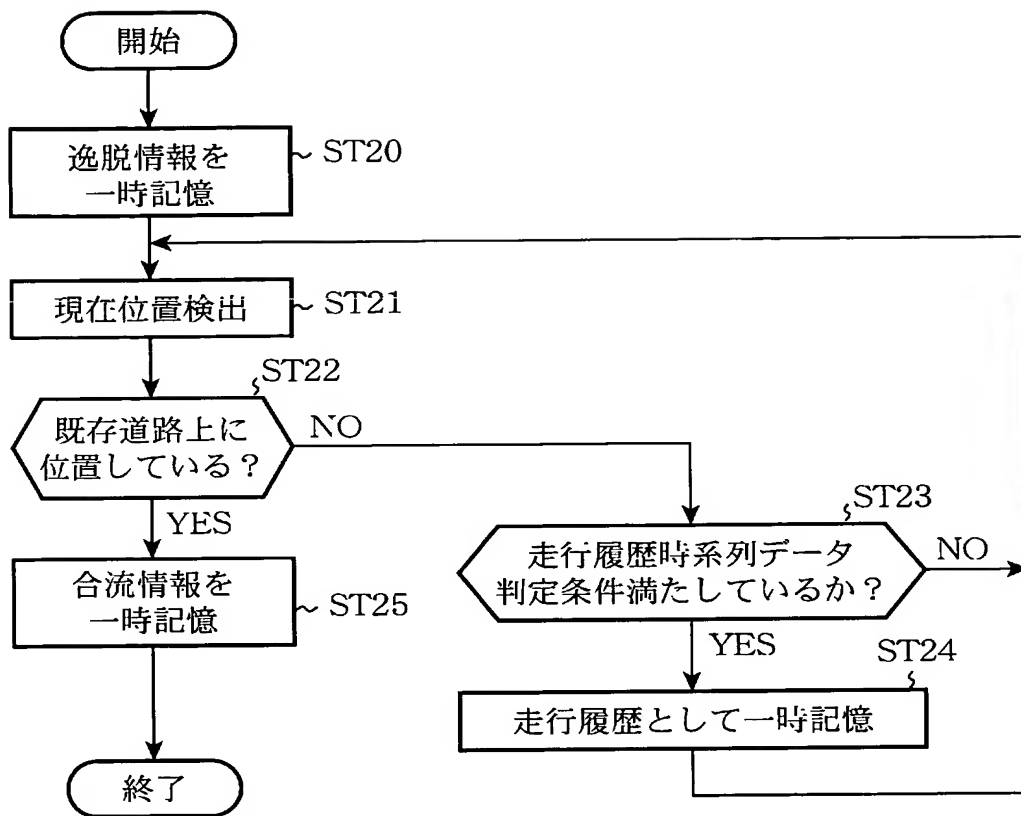 開始
逸脱情報を
一時記憶
ST20
現在位置検出
ST21
ST22
既存道路上に
位置している？
NO
YES
ST23
走行履歴時系列データ
判定条件満たしているか？
NO
YES
合流情報を
一時記憶
ST25
ST24
走行履歴として一時記憶
終了